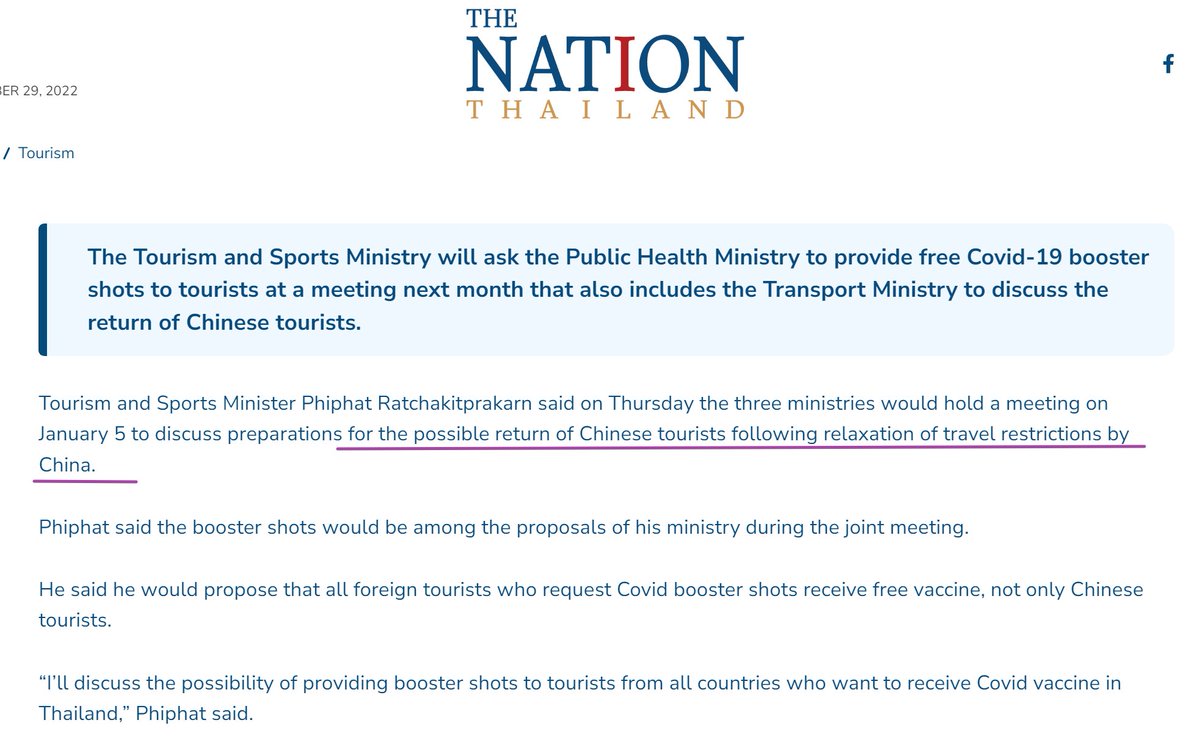 THE
NATION
THAILAND
BER 29, 2022
/ Tourism
The Tourism and Sports Ministry will ask the Public Health Ministry to provide free Covid-19 booster
shots to tourists at a meeting next month that also includes the Transport Ministry to discuss the
return of Chinese tourists.
Tourism and Sports Minister Phiphat Ratchakitprakarn said on Thursday the three ministries would hold a meeting on
January 5 to discuss preparations for the possible return of Chinese tourists following relaxation of travel restrictions by
China.
Phiphat said the booster shots would be among the proposals of his ministry during the joint meeting.
He said he would propose that all foreign tourists who request Covid booster shots receive free vaccine, not only Chinese
tourists.
“I’ll discuss the possibility of providing booster shots to tourists from all countries who want to receive Covid vaccine in
Thailand,” Phiphat said.